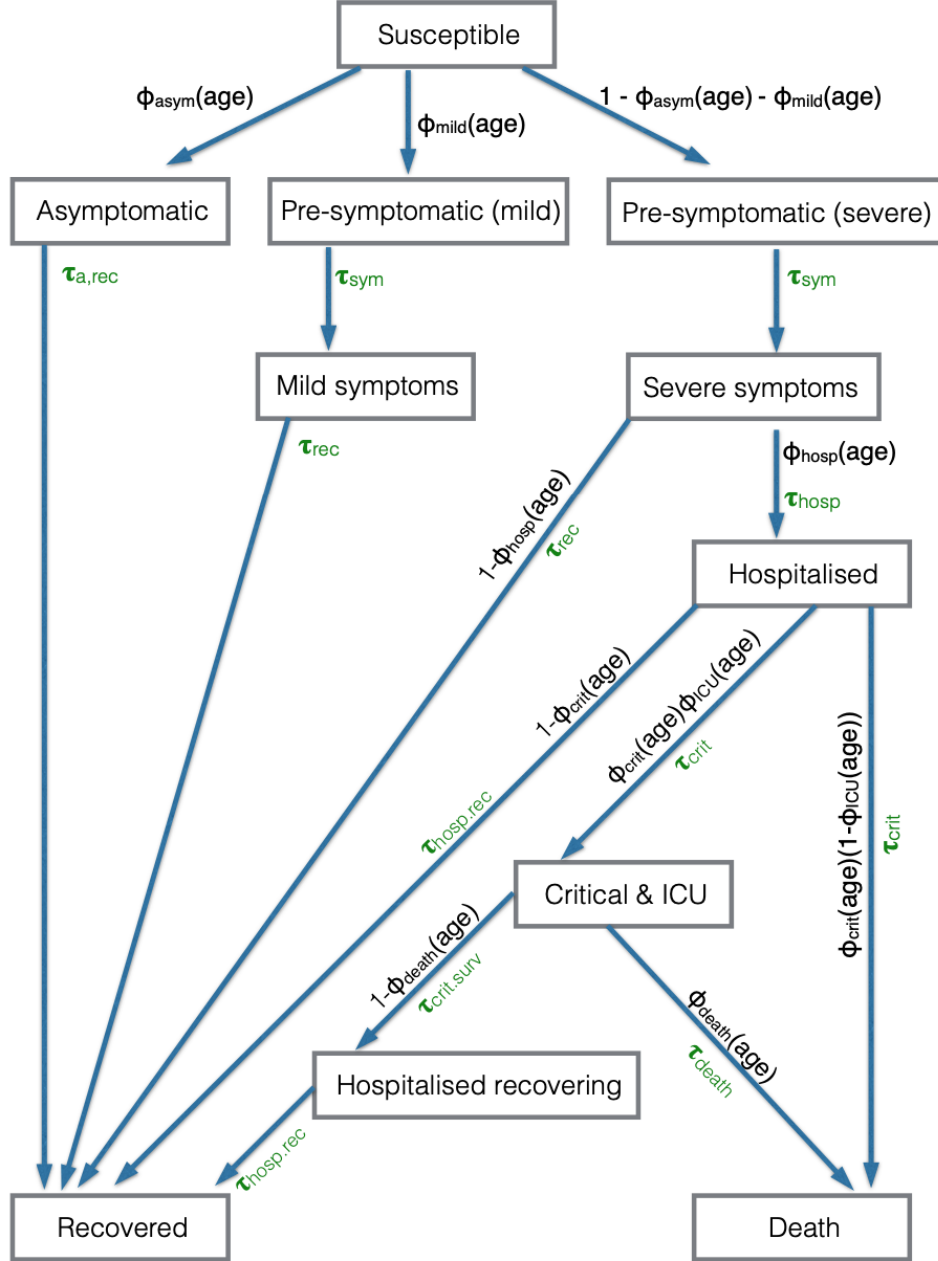 Susceptible
ϕasym(age)
ϕmild(age)
1 - ϕasym(age) - ϕmild(age)
Asymptomatic
Pre-symptomatic (mild)
Pre-symptomatic (severe)
τa,rec
τsym
τsym
Mild symptoms
Severe symptoms
τrec
ϕhosp(age)
τhosp
1-ϕhosp(age)
τrec
Hospitalised
1-ϕcrit(age)
τhosp.rec
ϕcrit(age)ϕICU(age)
τcrit
ϕcrit(age)(1-ϕICU(age))
τcrit
Critical & ICU
1-ϕdeath(age)
τcrit.surv
ϕdeath(age)
τdeath
Hospitalised recovering
τhosp.rec
Recovered
Death